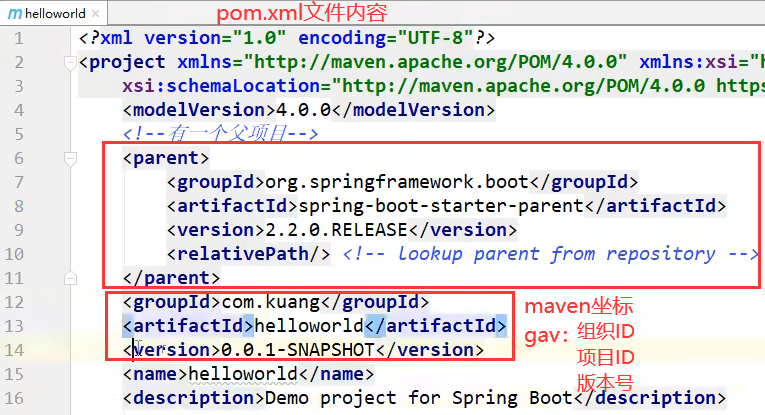 helloworld
pom.xml文件内容
1 <?xml version="1.0" encoding="UTF-8"?>
2 <project xmlns="http://maven.apache.org/POM/4.0.0" xmlns:xsi="h
3 xsi:schemaLocation="http://maven.apache.org/POM/4.0.0 https
4 <modelVersion>4.0.0</modelVersion>
5 <!--有一个父项目-->
6 <parent>
7 <groupId>org.springframework.boot</groupId>
8 <artifactId>spring-boot-starter-parent</artifactId>
9 <version>2.2.0.RELEASE</version>
10 <relativePath/> <!-- lookup parent from repository -->
11 </parent>
12 <groupId>com.kuang</groupId>
13 <artifactId>helloworld</artifactId>
14 <version>0.0.1-SNAPSHOT</version>
15 <name>helloworld</name>
16 <description>Demo project for Spring Boot</description>
maven坐标
gav: 组织ID
项目ID
版本号